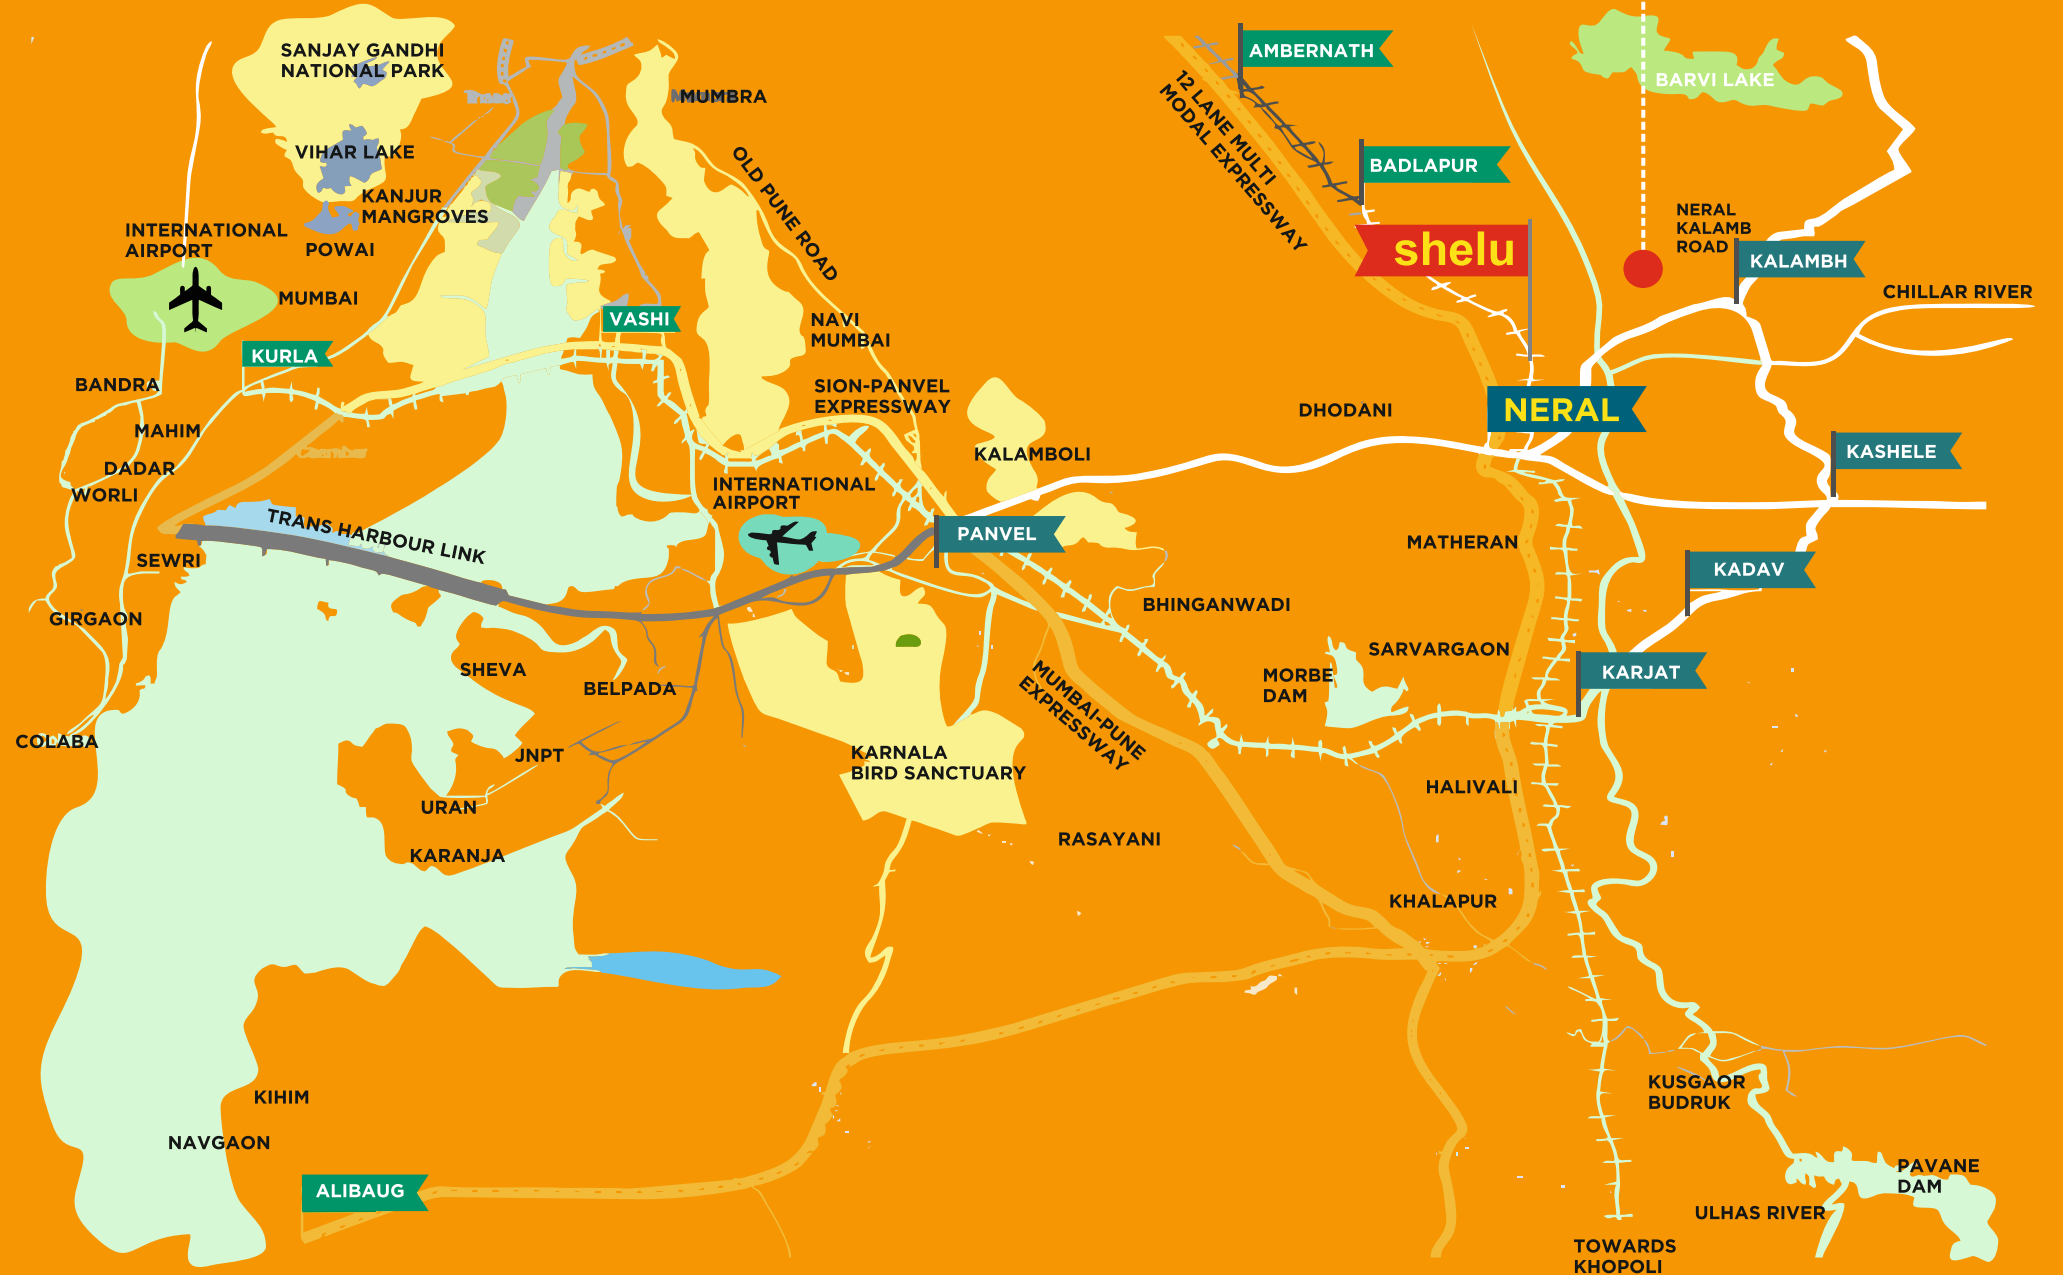 SANJAY GANDHI
NATIONAL PARK
VIHAR LAKE
KANJUR
MANGROVES
POWAI
INTERNATIONAL
AIRPORT
MUMBAI
MUMBRA
OLD PUNE ROAD
12 LANE MULTI
MODAL EXPRESSWAY
AMBERNATH
BADLAPUR
shelu
BARVI LAKE
NERAL
KALAMB
ROAD
KALAMBH
CHILLAR RIVER
VASHI
KURLA
BANDRA
MAHIM
DADAR
WORLI
Chembur
NAVI
MUMBAI
SION-PANVEL
EXPRESSWAY
KALAMBOLI
DHODANI
NERAL
KASHELE
INTERNATIONAL
AIRPORT
TRANS HARBOUR LINK
PANVEL
SEWRI
GIRGAON
COLABA
MATHERAN
KADAV
BHINGANWADI
SARVARGAON
MORBE
DAM
KARJAT
SHEVA
BELPADA
JNPT
URAN
KARANJA
MUMBAI-PUNE
EXPRESSWAY
KARNALA
BIRD SANCTUARY
RASAYANI
HALIVALI
KHALAPUR
KIHIM
NAVGAON
ALIBAUG
KUSGAOR
BUDRUK
PAVANE
DAM
ULHAS RIVER
TOWARDS
KHOPOLI